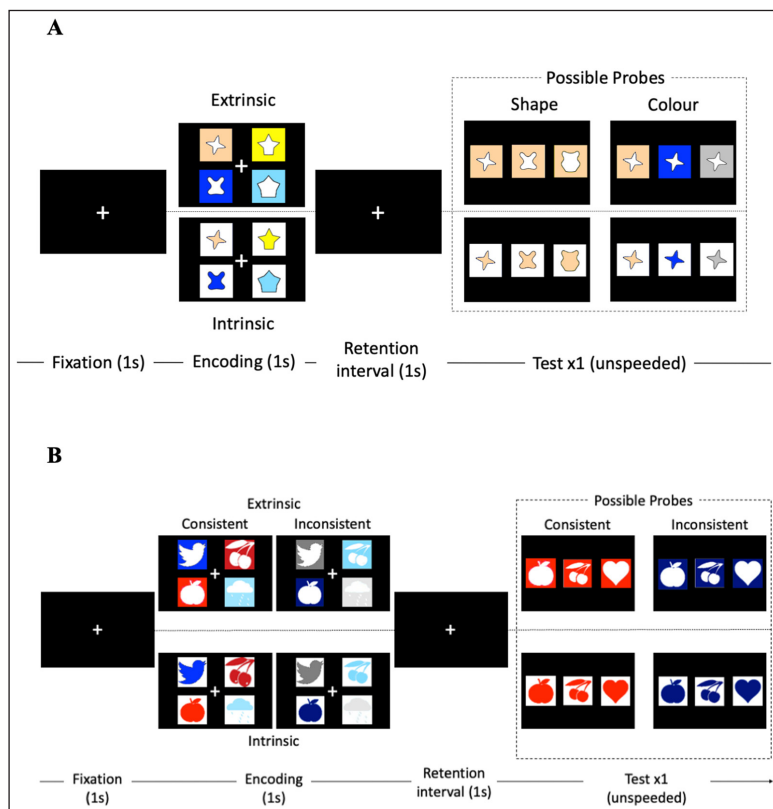 A
Possible Probes
Extrinsic
Shape
Colour
Intrinsic
Fixation (1s)
Encoding (1s)
Retention
interval (1s)
Test x1 (unspeeded)
B
Extrinsic
Possible Probes
Consistent
Inconsistent
Consistent
Inconsistent
Intrinsic
Fixation
(1s)
Encoding
(1s)
Retention
interval (1s)
Test x1
(unspeeded)